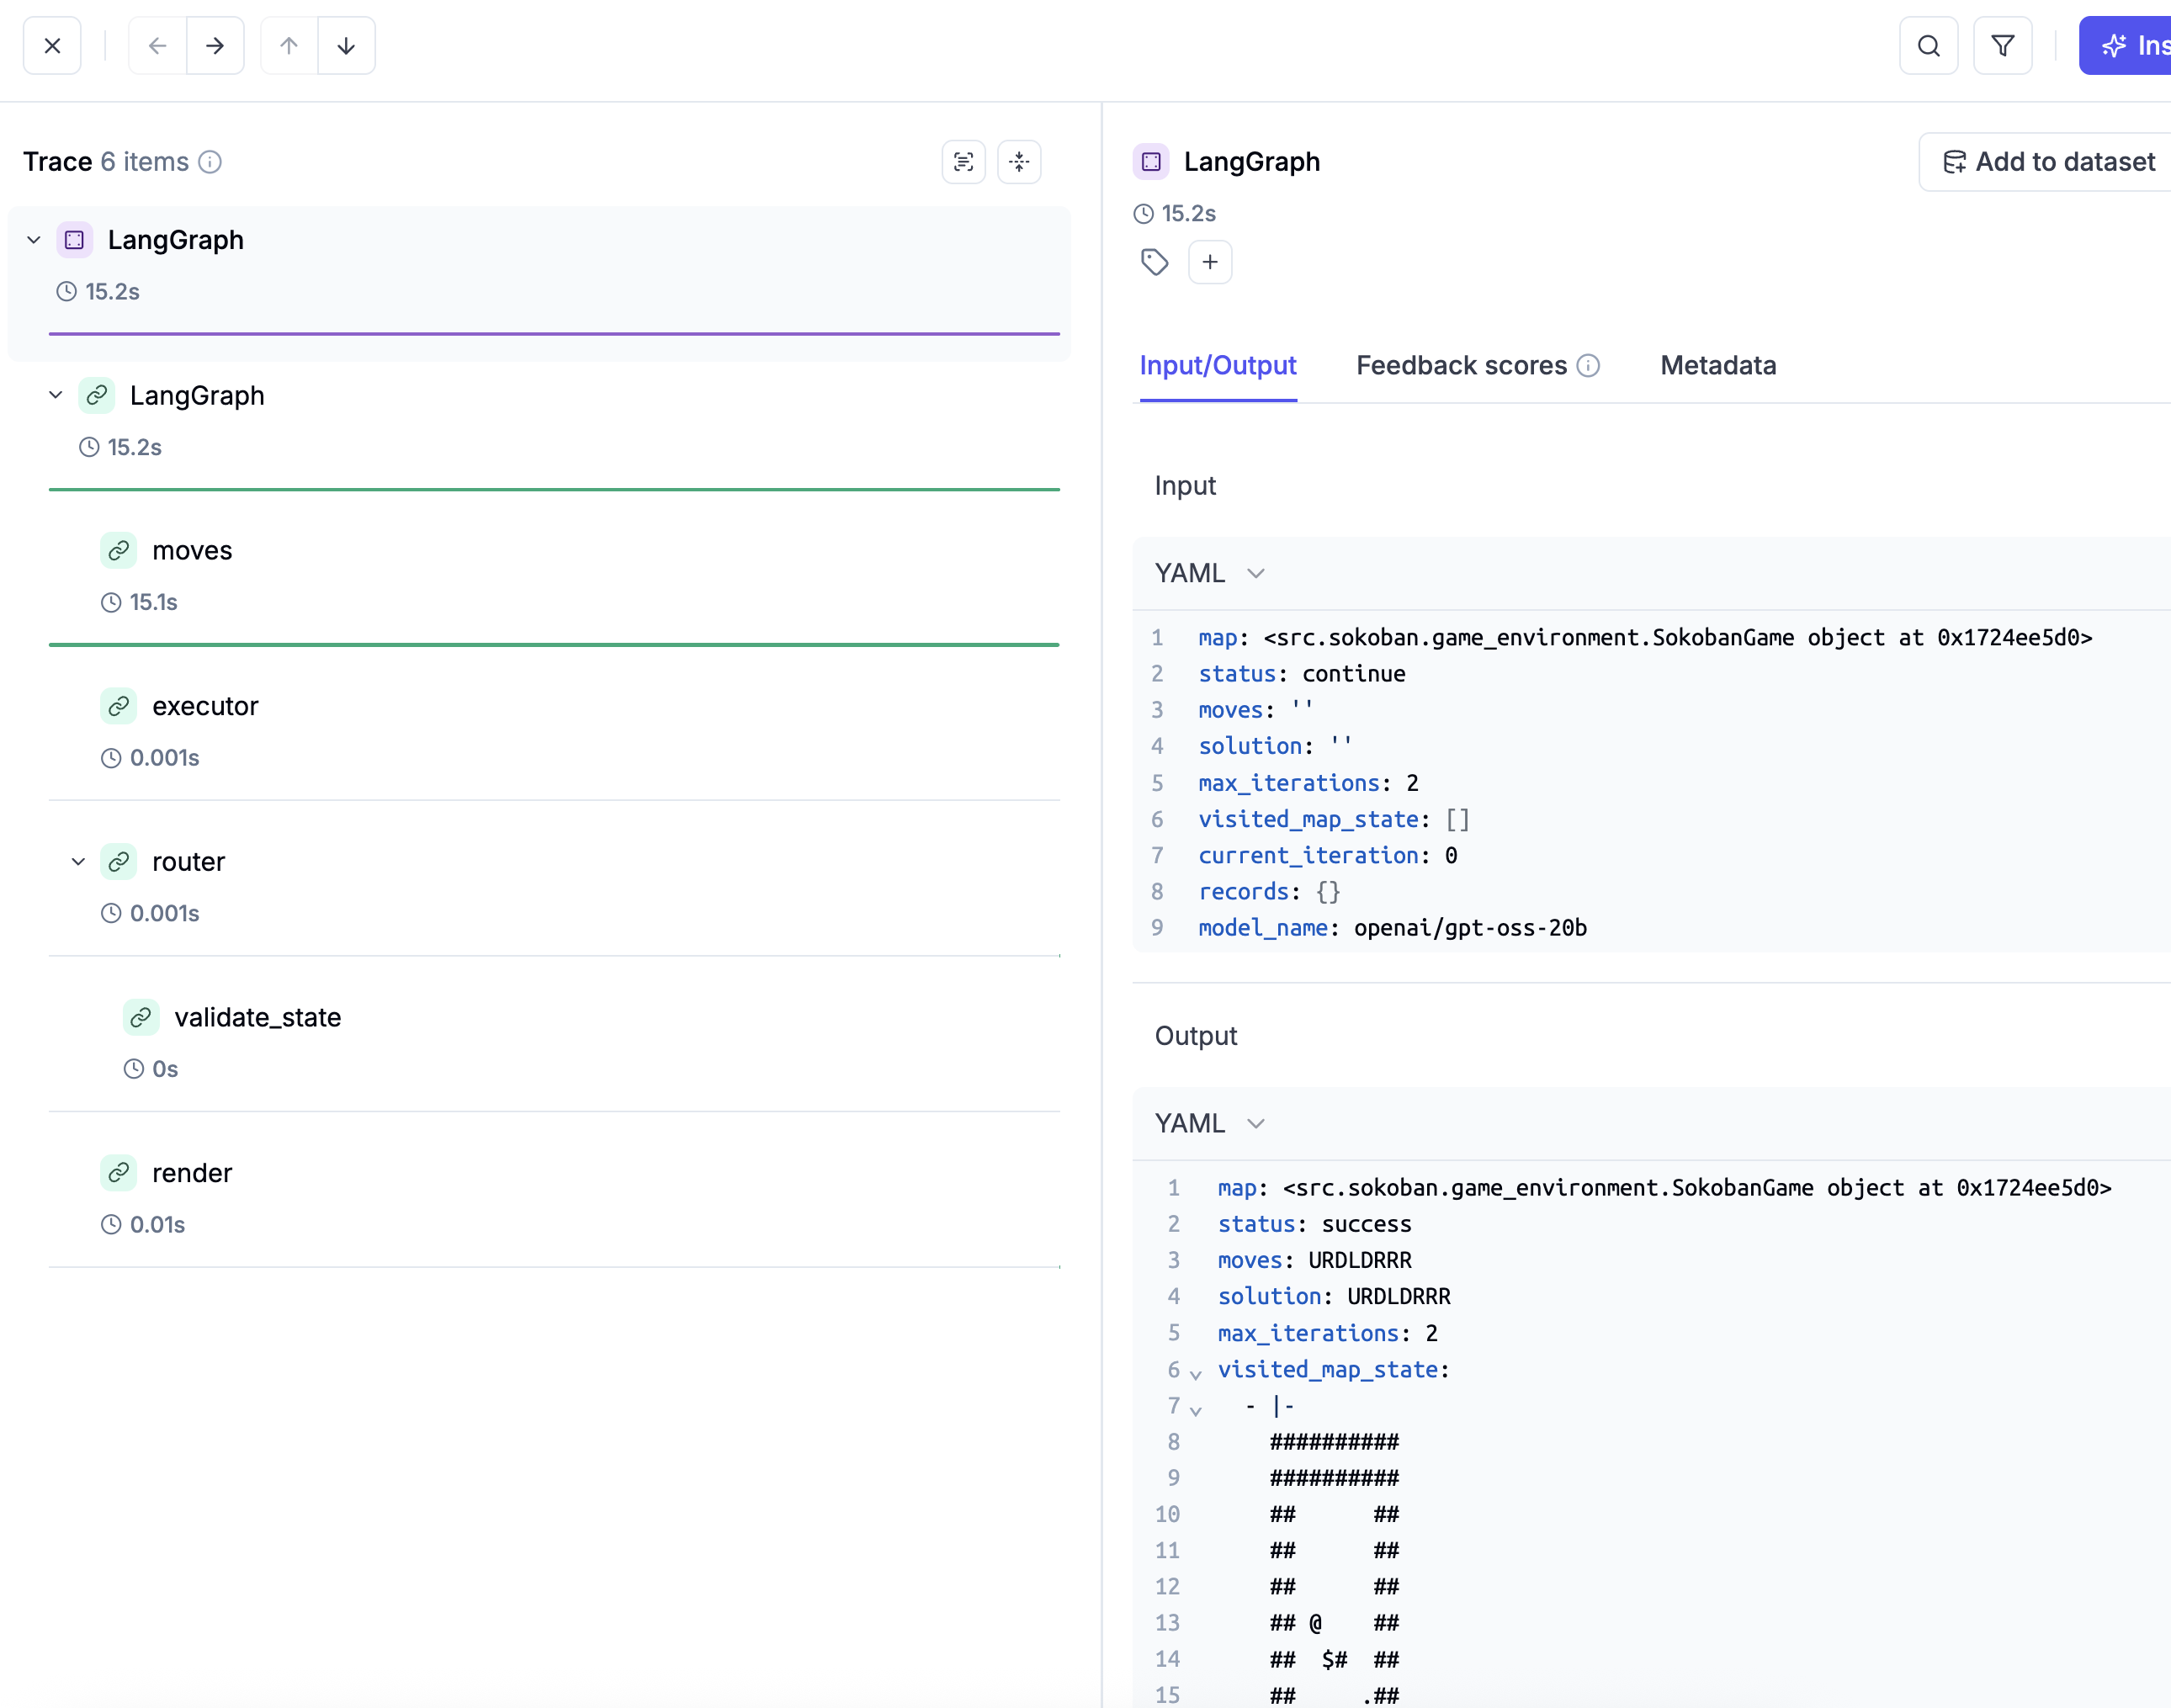 Ins
Trace 6 items
LangGraph
15.2s
LangGraph
15.2s
moves
15.1s
executor
0.001s
router
0.001s
validate_state
0s
render
0.01s
LangGraph
Add to dataset
15.2s
Input/Output Feedback scores Metadata
Input
YAML
1 map: <src.sokoban.game_environment.SokobanGame object at 0x1724ee5d0>
2 status: continue
3 moves: ''
4 solution: ''
5 max_iterations: 2
6 visited_map_state: []
7 current_iteration: 0
8 records: {}
9 model_name: openai/gpt-oss-20b
Output
YAML
1 map: <src.sokoban.game_environment.SokobanGame object at 0x1724ee5d0>
2 status: success
3 moves: URDLDRRR
4 solution: URDLDRRR
5 max_iterations: 2
6 visited_map_state:
7   - |-
8     ##########
9     ##########
10     ##      ##
11     ##      ##
12     ##      ##
13     ## @    ##
14     ##  $#  ##
15     ##     .##